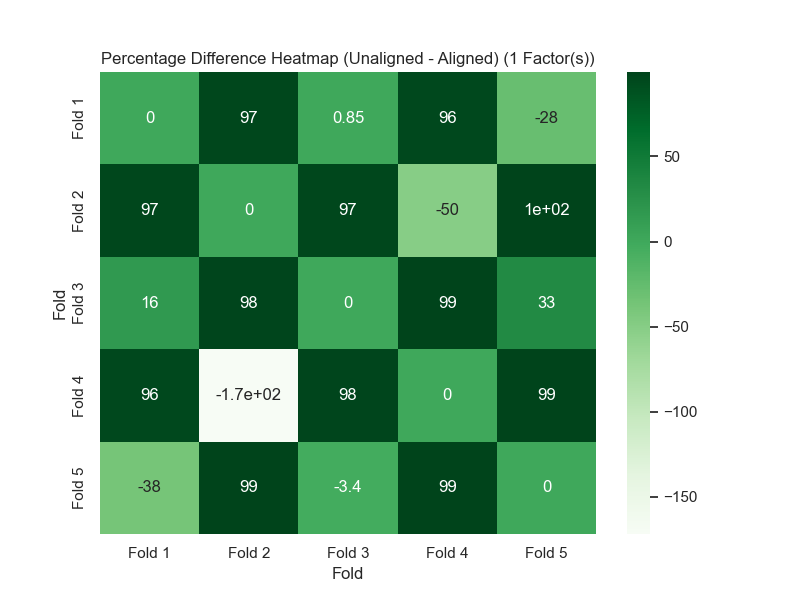 Percentage Difference Heatmap (Unaligned - Aligned) (1 Factor(s))
Fold
Fold 1 0 97 0.85 96 -28
Fold 2 97 0 97 -50 1e+02
Fold 3 16 98 0 99 33
Fold 4 96 -1.7e+02 98 0 99
Fold 5 -38 99 -3.4 99 0
Fold 1 Fold 2 Fold 3 Fold 4 Fold 5
Fold
50
0
−50
−100
−150